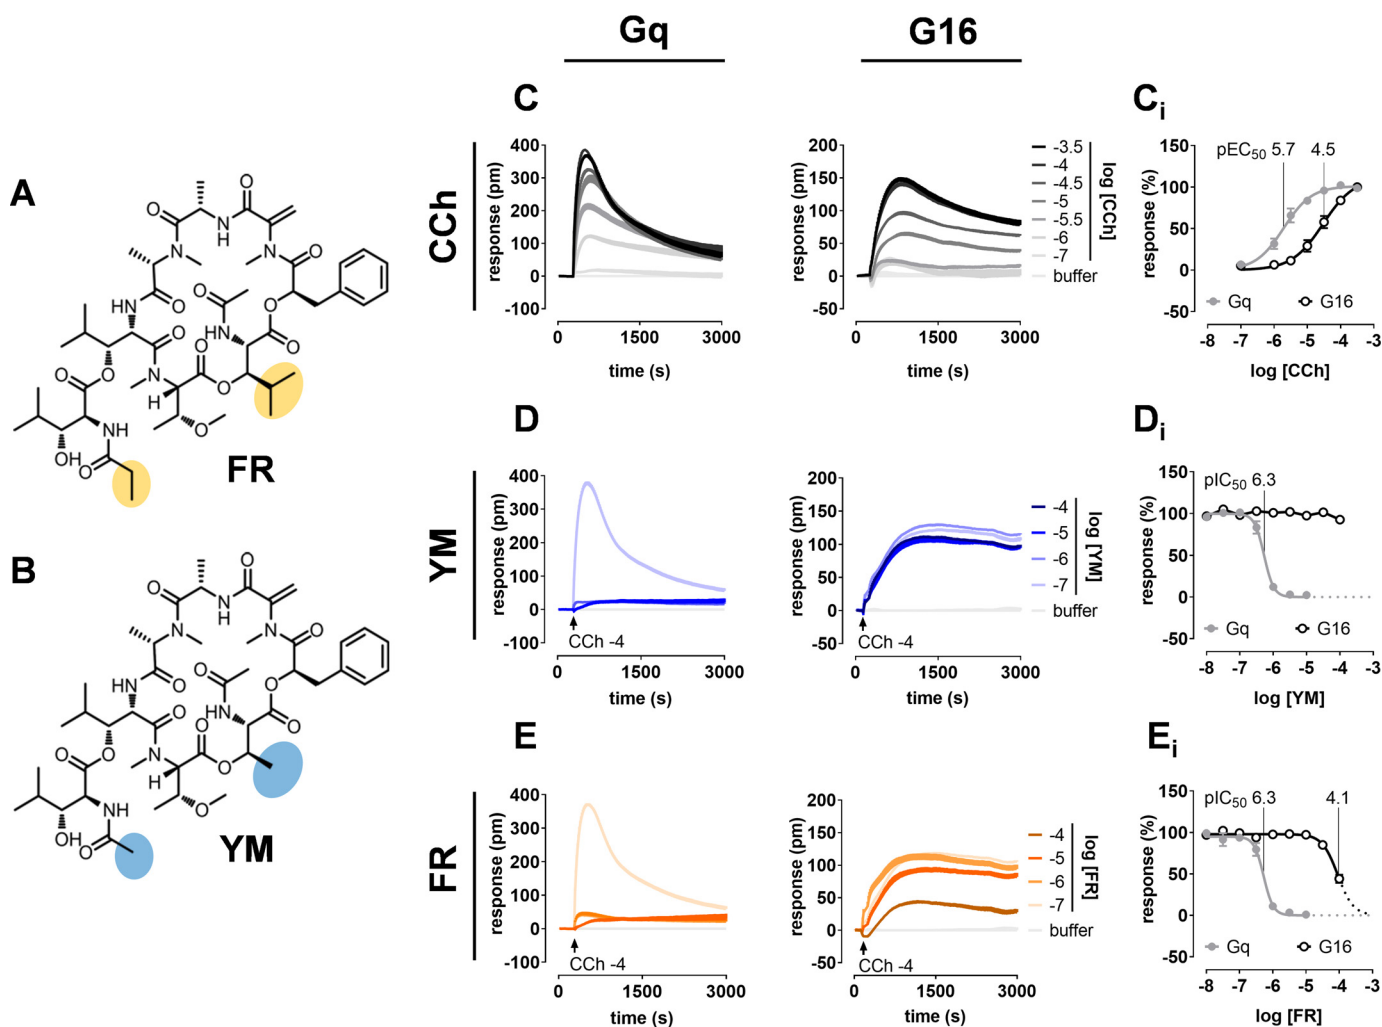 Gq
G16
A
FR
B
YM
CCh
C
response (pm)
400
300
200
100
0
-100
0
1500
3000
time (s)
response (pm)
200
150
100
50
0
-50
0
1500
3000
time (s)
-3.5
-4
-4.5
-5
-5.5
-6
-7
buffer
log [CCh]
Ci
response (%)
150
100
50
0
-50
pEC50 5.7
4.5
Gq
G16
-8 -7 -6 -5 -4 -3
log [CCh]
YM
D
response (pm)
400
300
200
100
0
-100
CCh -4
0
1500
3000
time (s)
response (pm)
200
150
100
50
0
-50
CCh -4
0
1500
3000
time (s)
-4
-5
-6
-7
buffer
log [YM]
Di
response (%)
150
100
50
0
-50
pIC50 6.3
Gq
G16
-8 -7 -6 -5 -4 -3
log [YM]
FR
E
response (pm)
400
300
200
100
0
-100
CCh -4
0
1500
3000
time (s)
response (pm)
200
150
100
50
0
-50
CCh -4
0
1500
3000
time (s)
-4
-5
-6
-7
buffer
log [FR]
Ei
response (%)
150
100
50
0
-50
pIC50 6.3
4.1
Gq
G16
-8 -7 -6 -5 -4 -3
log [FR]